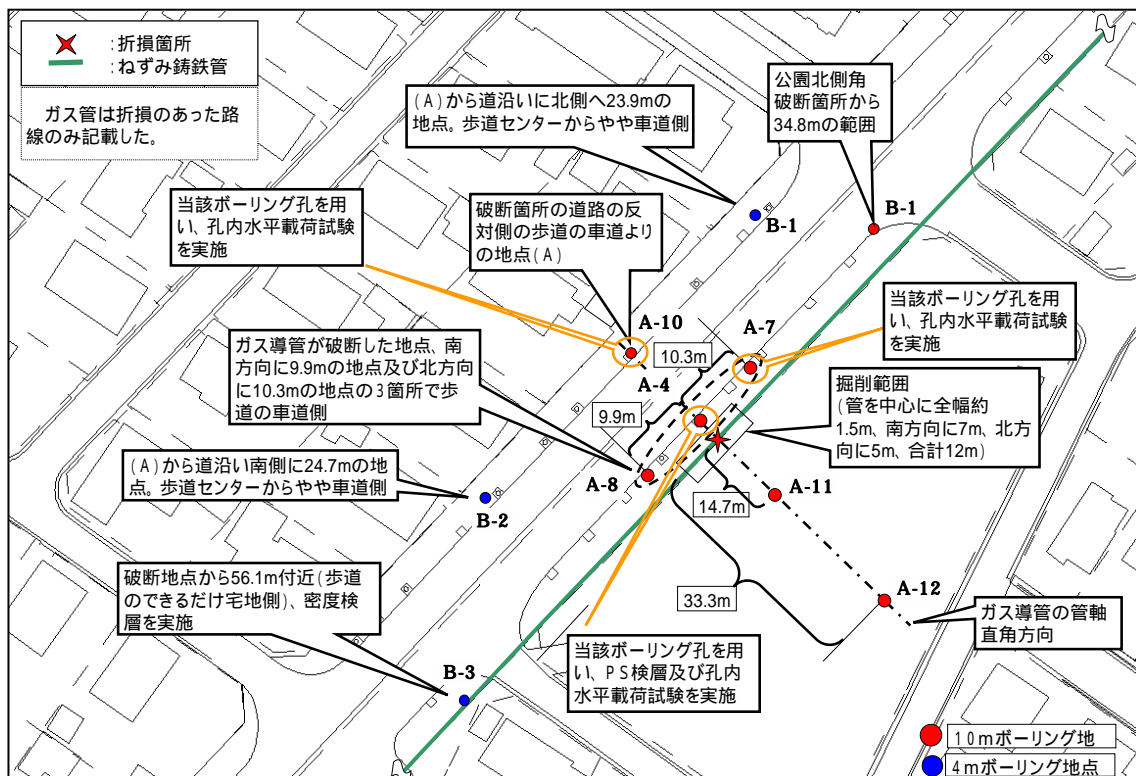 :折損箇所
:ねずみ鋳鉄管
ガス管は折損のあった路
線のみ記載した。
(A)から道沿いに北側へ23.9mの
地点。歩道センターからやや車道側
公園北側角
破断箇所から
34.8mの範囲
当該ボーリング孔を用
い、孔内水平載荷試験
を実施
破断箇所の道路の反
対側の歩道の車道より
の地点(A)
B-1
B-1
当該ボーリング孔を用
い、孔内水平載荷試験
を実施
A-10
A-7
10.3m
A-4
ガス導管が破断した地点、南
方向に9.9mの地点及び北方向
に10.3mの地点の3箇所で歩
道の車道側
9.9m
掘削範囲
(管を中心に全幅約
1.5m、南方向に7m、北方
向に5m、合計12m)
(A)から道沿い南側に24.7mの地
点。歩道センターからやや車道側
A-8
A-11
14.7m
B-2
破断地点から56.1m付近(歩道
のできるだけ宅地側)、密度検
層を実施
A-12
33.3m
ガス導管の管軸
直角方向
当該ボーリング孔を用
い、PS検層及び孔内
水平載荷試験を実施
B-3
10mボーリング地
4mボーリング地点